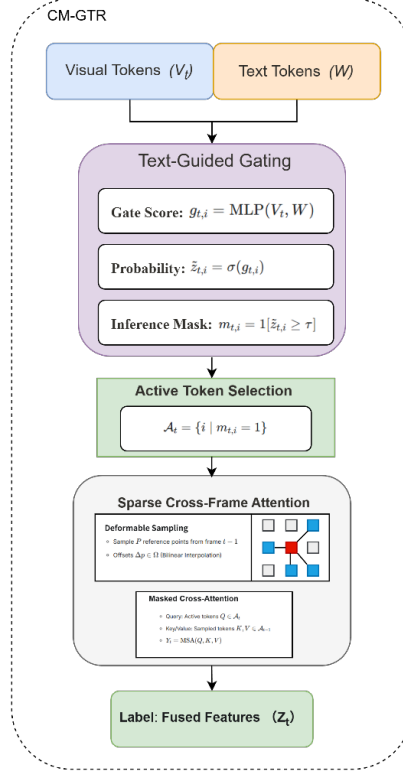 CM-GTR
Visual Tokens (V_t) Text Tokens (W)
Text-Guided Gating
Gate Score: g_{t,i} = MLP(V_t, W)
Probability: z̃_{t,i} = σ(g_{t,i})
Inference Mask: m_{t,i} = 1[z̃_{t,i} ≥ τ]
Active Token Selection
𝒜_t = {i | m_{t,i} = 1}
Sparse Cross-Frame Attention
Deformable Sampling
◦ Sample P reference points from frame t − 1
◦ Offsets Δp ∈ Ω (Bilinear Interpolation)
Masked Cross-Attention
◦ Query: Active tokens Q ∈ 𝒜_t
◦ Key/Value: Sampled tokens K, V ∈ 𝒜_{t−1}
◦ Y_t = MSA(Q, K, V)
Label: Fused Features (Z_t)